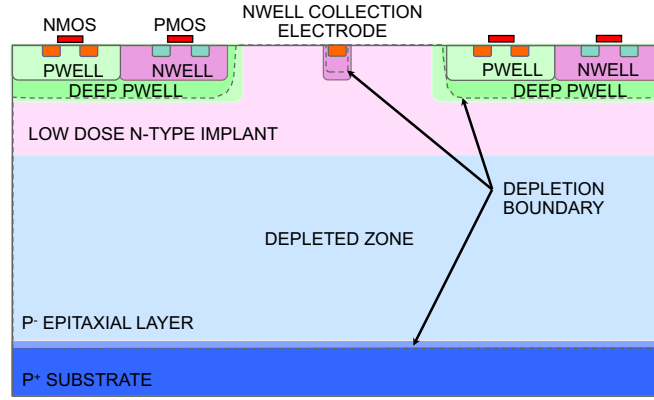 NMOS
PMOS
NWELL COLLECTION
ELECTRODE
PWELL
NWELL
DEEP PWELL
PWELL
NWELL
DEEP PWELL
LOW DOSE N-TYPE IMPLANT
DEPLETION
BOUNDARY
DEPLETED ZONE
P- EPITAXIAL LAYER
P+ SUBSTRATE